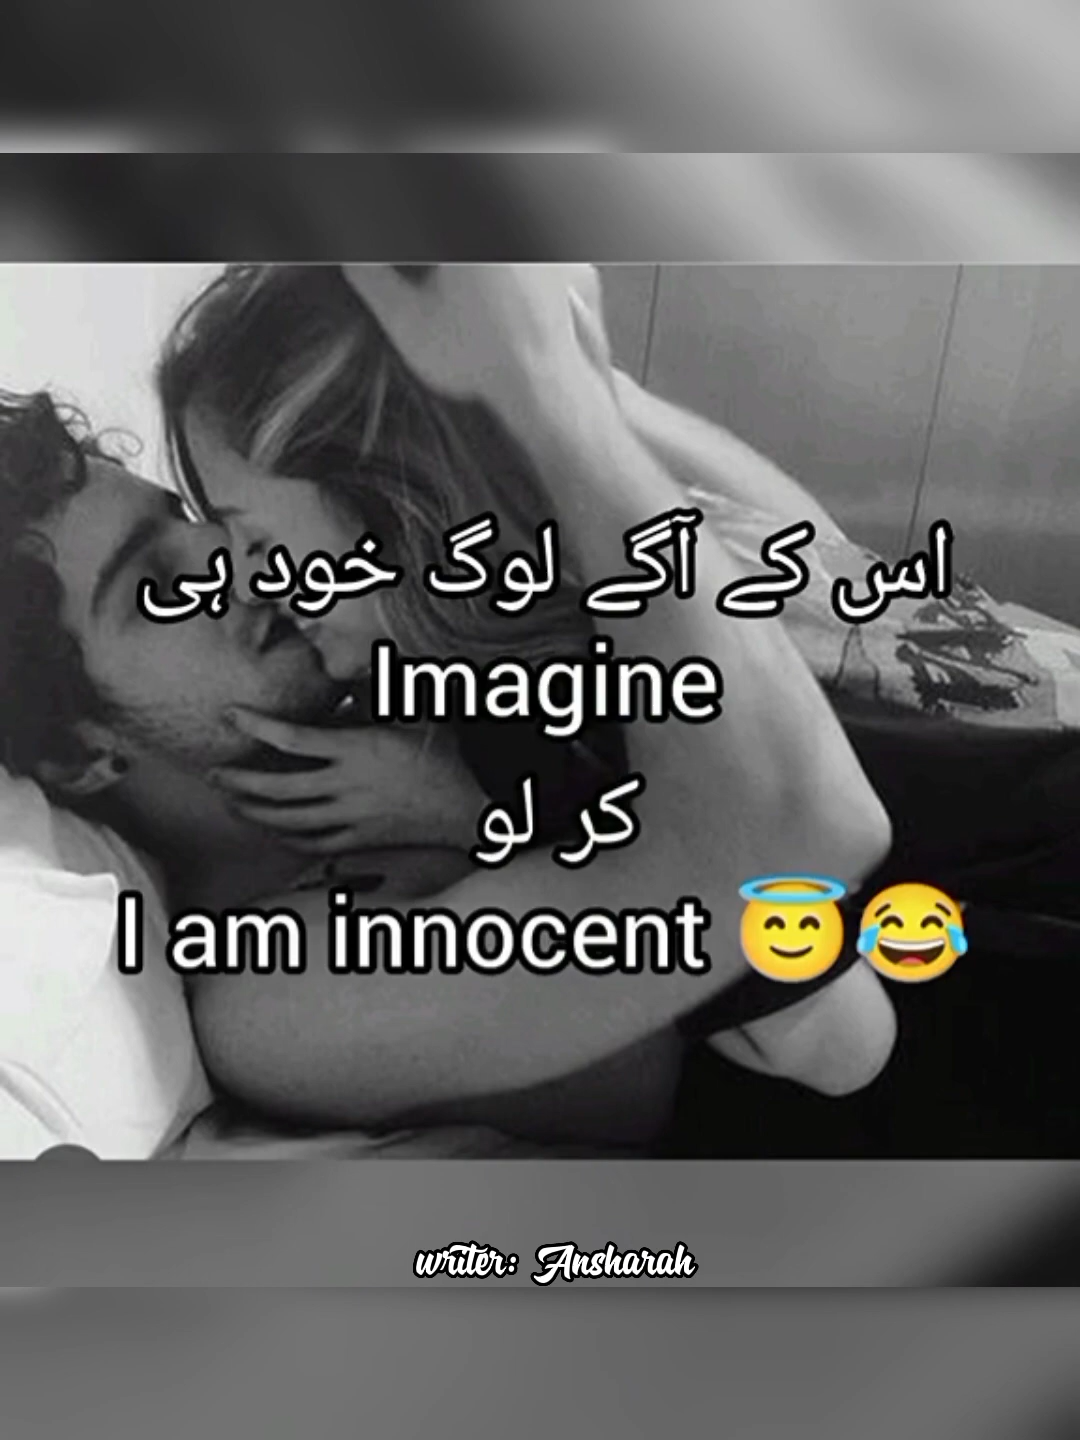 اس کے آگے لوگ خود ہی
Imagine
کر لو
I am innocent 😇😂
writer: Ansharah